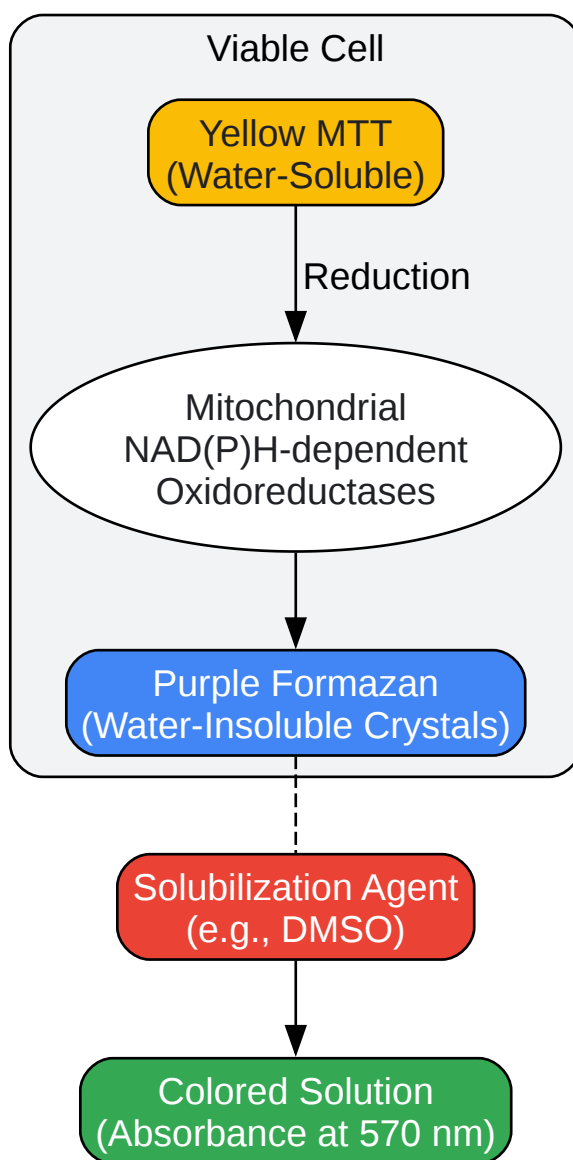 Viable Cell
Yellow MTT
(Water-Soluble)
Reduction
Mitochondrial
NAD(P)H-dependent
Oxidoreductases
Purple Formazan
(Water-Insoluble Crystals)
Solubilization Agent
(e.g., DMSO)
Colored Solution
(Absorbance at 570 nm)